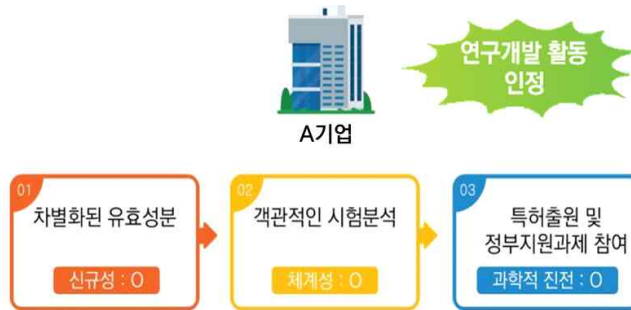 연구개발 활동
인정
A기업
01
차별화된 유효성분
신규성 : O
02
객관적인 시험분석
체계성 : O
03
특허출원 및
정부지원과제 참여
과학적 진전 : O